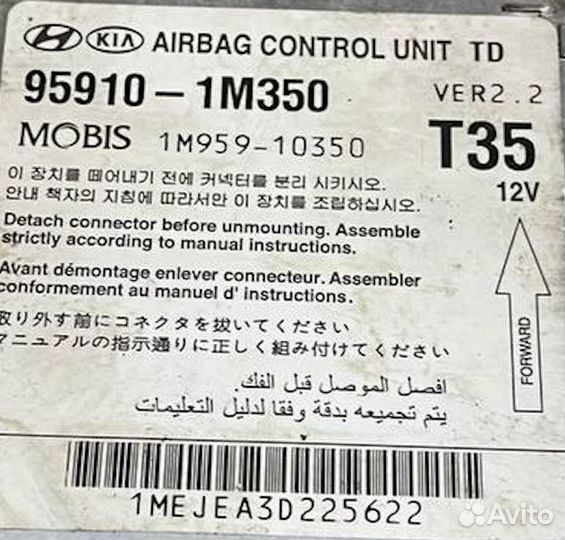 HYUNDAI KIA AIRBAG CONTROL UNIT TD
95910-1M350 VER2.2
MOBIS 1M959-10350 T35
12V
이 장치를 떼어내기 전에 커넥터를 분리 시키시오.
안내 책자의 지침에 따라서만 이 장치를 조립하십시오.
Detach connector before unmounting. Assemble
strictly according to manual instructions.
Avant démontage enlever connecteur. Assembler
conformement au manuel d' instructions.
FORWARD
取り外す前にコネクタを抜いてください
マニュアルの指示通りに正しく組み付けてください
افصل الموصل قبل الفك.
يتم تجميعه بدقة وفقا لدليل التعليمات
1MEJEA3D225622
Avito